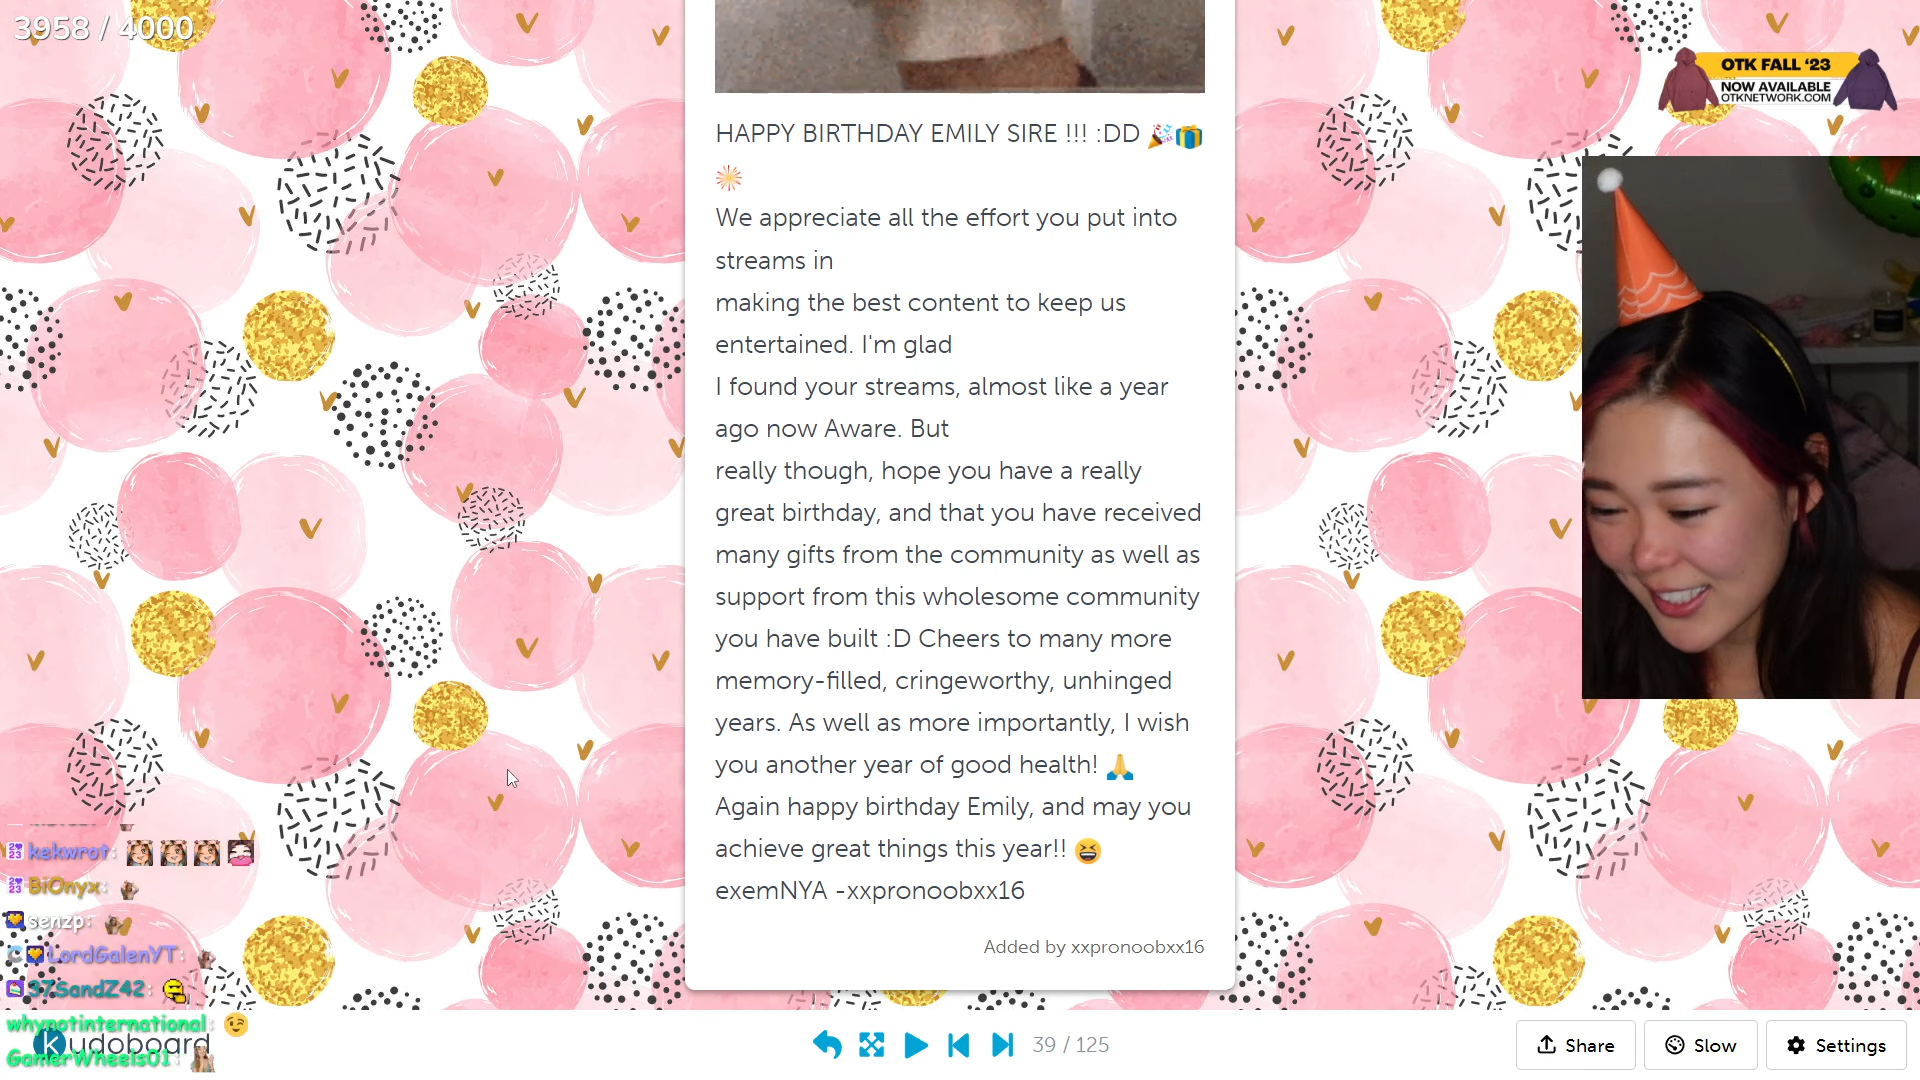 3958 / 4000
OTK FALL '23
NOW AVAILABLE
OTKNETWORK.COM
HAPPY BIRTHDAY EMILY SIRE !!! :DD 🎉🎁
We appreciate all the effort you put into
streams in
making the best content to keep us
entertained. I'm glad
I found your streams, almost like a year
ago now Aware. But
really though, hope you have a really
great birthday, and that you have received
many gifts from the community as well as
support from this wholesome community
you have built :D Cheers to many more
memory-filled, cringeworthy, unhinged
years. As well as more importantly, I wish
you another year of good health! 🙏
Again happy birthday Emily, and may you
achieve great things this year!! 😆
exemNYA -xxpronoobxx16
Added by xxpronoobxx16
kekwrot:
BiOnyx:
senzp:
LordGalenYT:
37SandZ42:
whynotinternational: 😉
GamerWheels01:
kudoboard
39 / 125
Share
Slow
Settings